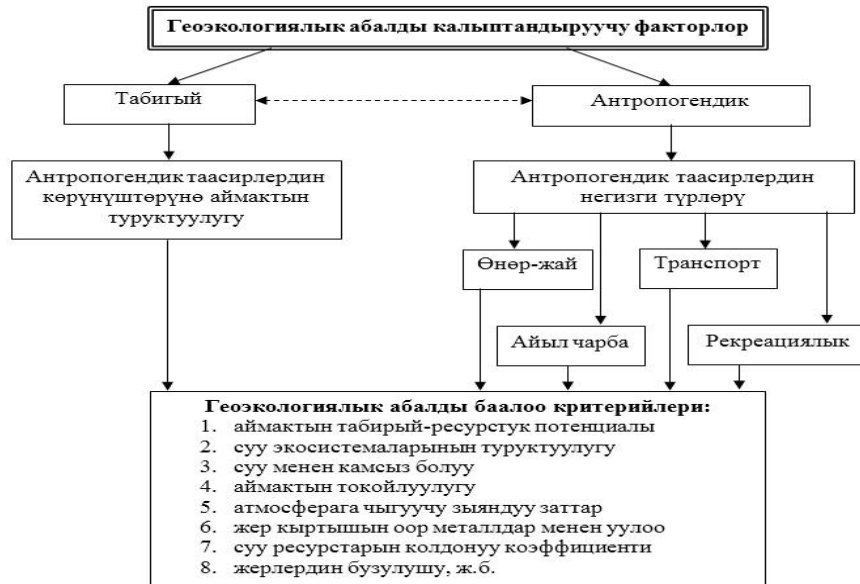 Геоэкологиялык абалды калыптандыруучу факторлор
Табигый
Антропогендик
Антропогендик таасирлердин
көрүнүштөрүнө аймактын
туруктуулугу
Антропогендик таасирлердин
негизги түрлөрү
Өнөр-жай
Транспорт
Айыл чарба
Рекреациялык
Геоэкологиялык абалды баалоо критерийлери:
1. аймактын табирый-ресурстук потенциалы
2. суу экосистемаларынын туруктуулугу
3. суу менен камсыз болуу
4. аймактын токойлуулугу
5. атмосферага чыгуучу зыяндуу заттар
6. жер кыртышын оор металлдар менен уулоо
7. суу ресурстарын колдонуу коэффициенти
8. жерлердин бузулушу, ж.б.